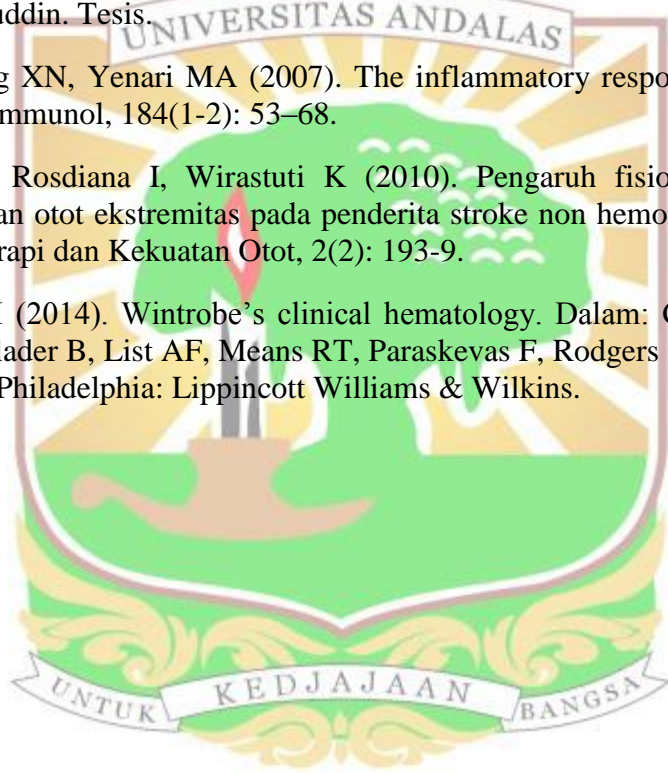 uddin. Tesis.
UNIVERSITAS ANDALAS
g XN, Yenari MA (2007). The inflammatory respo
mmunol, 184(1-2): 53–68.
Rosdiana I, Wirastuti K (2010). Pengaruh fisio
an otot ekstremitas pada penderita stroke non hemo
rapi dan Kekuatan Otot, 2(2): 193-9.
(2014). Wintrobe’s clinical hematology. Dalam:
lader B, List AF, Means RT, Paraskevas F, Rodgers
Philadelphia: Lippincott Williams & Wilkins.
UNTUK KEDJAJAAN BANGSA